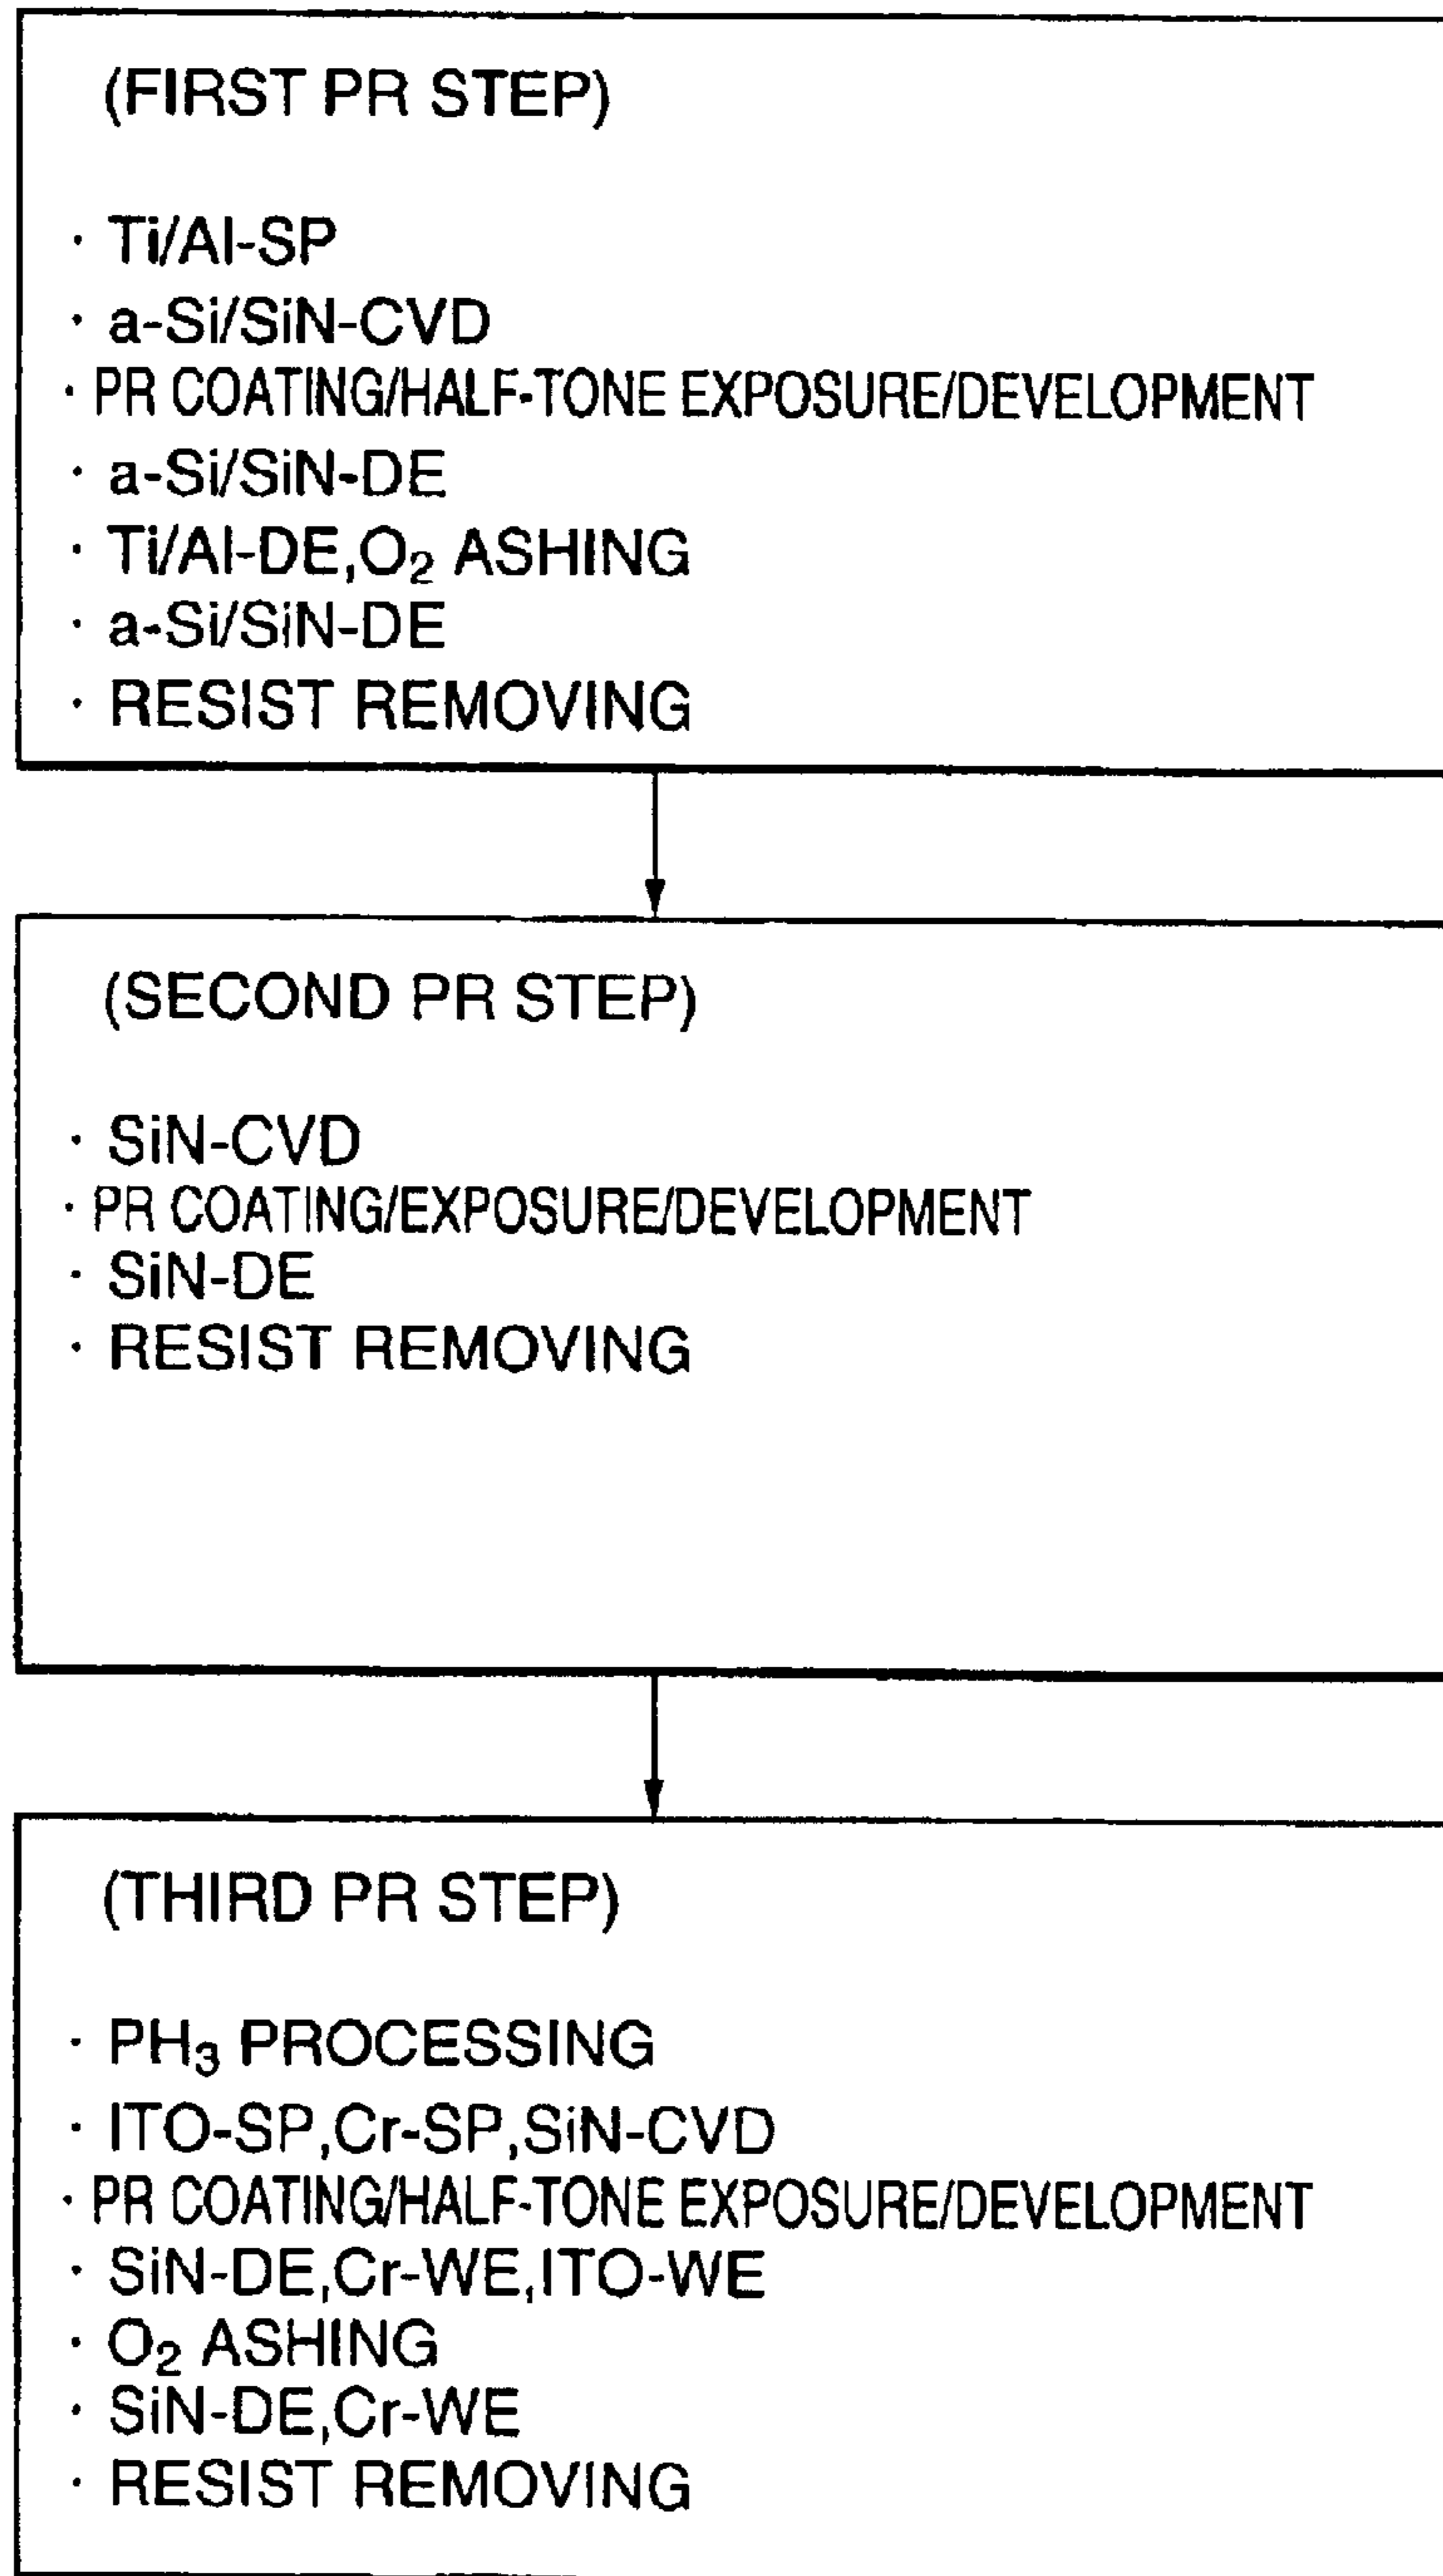 (FIRST PR STEP)
· Ti/Al-SP
· a-Si/SiN-CVD
· PR COATING/HALF-TONE EXPOSURE/DEVELOPMENT
· a-Si/SiN-DE
· Ti/Al-DE,O₂ ASHING
· a-Si/SiN-DE
· RESIST REMOVING
(SECOND PR STEP)
· SiN-CVD
· PR COATING/EXPOSURE/DEVELOPMENT
· SiN-DE
· RESIST REMOVING
(THIRD PR STEP)
· PH₃ PROCESSING
· ITO-SP,Cr-SP,SiN-CVD
· PR COATING/HALF-TONE EXPOSURE/DEVELOPMENT
· SiN-DE,Cr-WE,ITO-WE
· O₂ ASHING
· SiN-DE,Cr-WE
· RESIST REMOVING